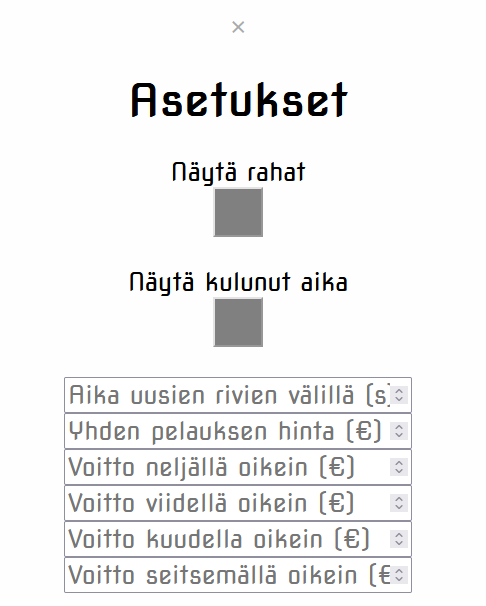 ×
Asetukset
Näytä rahat
Näytä kulunut aika
Aika uusien rivien välillä (s)
Yhden pelauksen hinta (€)
Voitto neljällä oikein (€)
Voitto viidellä oikein (€)
Voitto kuudella oikein (€)
Voitto seitsemällä oikein (€